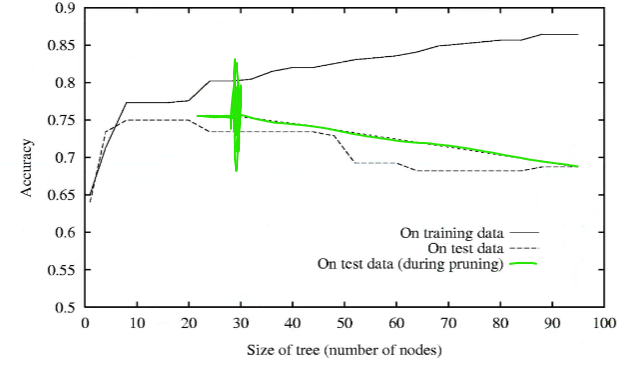 0.9
0.85
0.8
0.75
0.7
0.65
0.6
0.55
0.5
Accuracy
On training data
On test data
On test data (during pruning)
0 10 20 30 40 50 60 70 80 90 100
Size of tree (number of nodes)